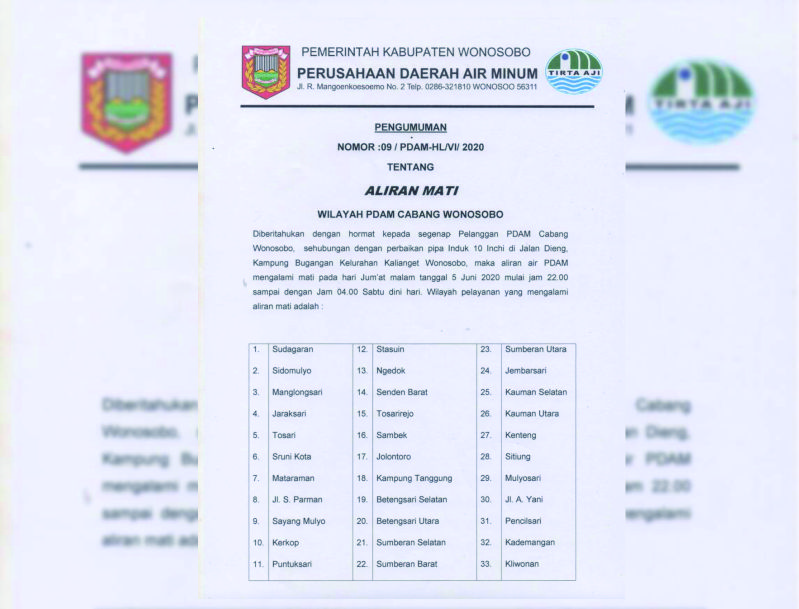 PEMERINTAH KABUPATEN WONOSOBO
PERUSAHAAN DAERAH AIR MINUM
Jl. R. Mangoenkoesoemo No. 2 Telp. 0286-321810 WONOSOO 56311
TIRTA AJI
PENGUMUMAN
NOMOR :09 / PDAM-HL/VI/ 2020
TENTANG
ALIRAN MATI
WILAYAH PDAM CABANG WONOSOBO
Diberitahukan dengan hormat kepada segenap Pelanggan PDAM Cabang
Wonosobo, sehubungan dengan perbaikan pipa Induk 10 Inchi di Jalan Dieng,
Kampung Bugangan Kelurahan Kalianget Wonosobo, maka aliran air PDAM
mengalami mati pada hari Jum'at malam tanggal 5 Juni 2020 mulai jam 22.00
sampai dengan Jam 04.00 Sabtu dini hari. Wilayah pelayanan yang mengalami
aliran mati adalah :
1. Sudagaran 12. Stasuin 23. Sumberan Utara
2. Sidomulyo 13. Ngedok 24. Jembarsari
3. Manglongsari 14. Senden Barat 25. Kauman Selatan
4. Jaraksari 15. Tosarirejo 26. Kauman Utara
5. Tosari 16. Sambek 27. Kenteng
6. Sruni Kota 17. Jolontoro 28. Sitiung
7. Mataraman 18. Kampung Tanggung 29. Mulyosari
8. Jl. S. Parman 19. Betengsari Selatan 30. Jl. A. Yani
9. Sayang Mulyo 20. Betengsari Utara 31. Pencilsari
10. Kerkop 21. Sumberan Selatan 32. Kademangan
11. Puntuksari 22. Sumberan Barat 33. Kliwonan